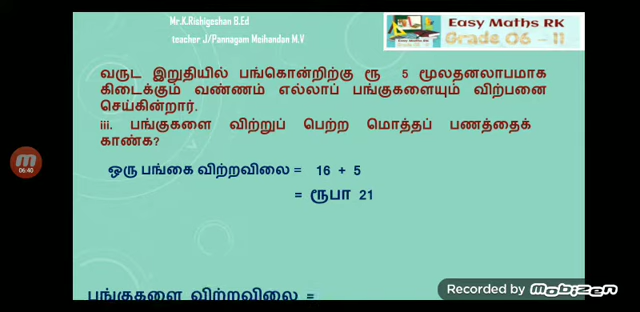 Mr.K.Rishigeshan B.Ed
teacher J/Pannagam Meihandan M.V
Easy Maths RK
Grade 06 - 11
வருட இறுதியில் பங்கொன்றிற்கு ரூ 5 மூலதனலாபமாக
கிடைக்கும் வண்ணம் எல்லாப் பங்குகளையும் விற்பனை
செய்கின்றார்.
iii. பங்குகளை விற்றுப் பெற்ற மொத்தப் பணத்தைக்
காண்க?
ஒரு பங்கை விற்றவிலை = 16 + 5
= ரூபா 21
பங்குகளை விற்றவிலை =
06:40
Recorded by Mobizen